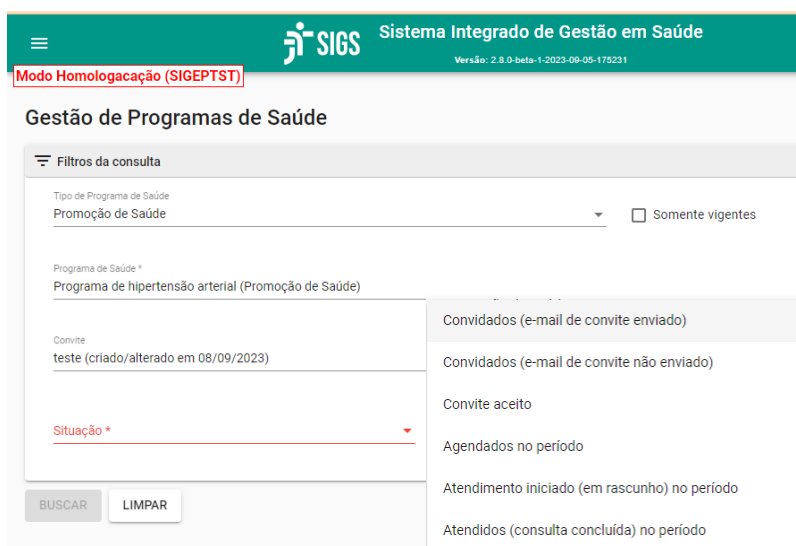 SIGS
Sistema Integrado de Gestão em Saúde
Versão: 2.8.0-beta-1-2023-09-05-175231
Modo Homologacação (SIGEPTST)
Gestão de Programas de Saúde
Filtros da consulta
Tipo de Programa de Saúde
Promoção de Saúde
Somente vigentes
Programa de Saúde *
Programa de hipertensão arterial (Promoção de Saúde)
Convidados (e-mail de convite enviado)
Convite
teste (criado/alterado em 08/09/2023)
Convidados (e-mail de convite não enviado)
Convite aceito
Situação *
Agendados no período
Atendimento iniciado (em rascunho) no período
BUSCAR
LIMPAR
Atendidos (consulta concluída) no período